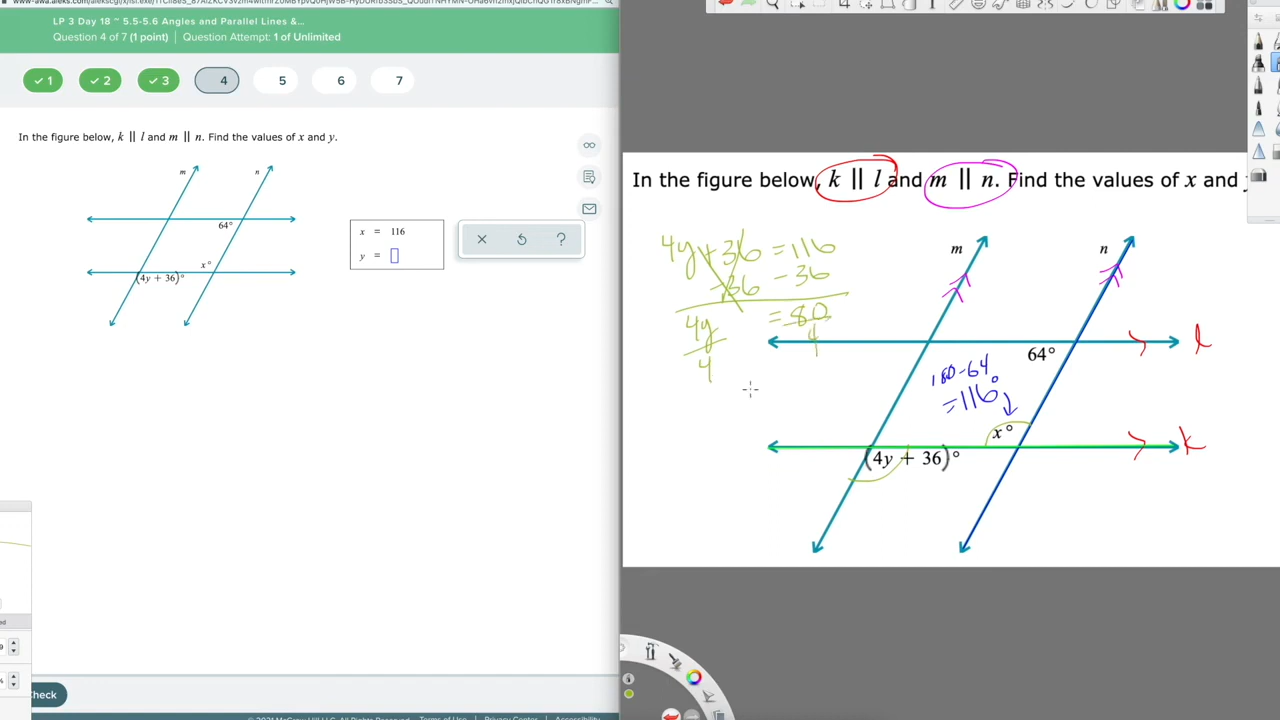 LP 3 Day 18 ~ 5.5-5.6 Angles and Parallel Lines &...
Question 4 of 7 (1 point) | Question Attempt: 1 of Unlimited
✓ 1 ✓ 2 ✓ 3 4 5 6 7
In the figure below, k || l and m || n. Find the values of x and y.
m
n
64°
x°
(4y + 36)°
x = 116
y =
?
Check
In the figure below, k || l and m || n. Find the values of x and
4y + 36 = 116
- 36 - 36
4y = 80
4 4
m
n
l
64°
180-64
=116°
x°
k
(4y + 36)°